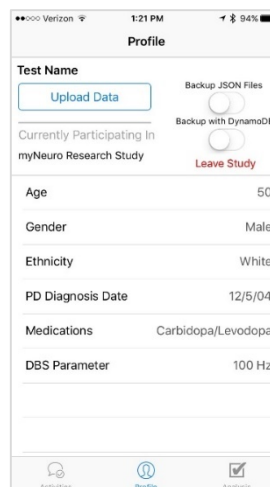 Verizon 1:21 PM 94%
Profile
Test Name
Upload Data
Backup JSON Files
Backup with DynamoDB
Currently Participating In
myNeuro Research Study
Leave Study
Age 50
Gender Male
Ethnicity White
PD Diagnosis Date 12/5/04
Medications Carbidopa/Levodopa
DBS Parameter 100 Hz
Activities Profile Analysis